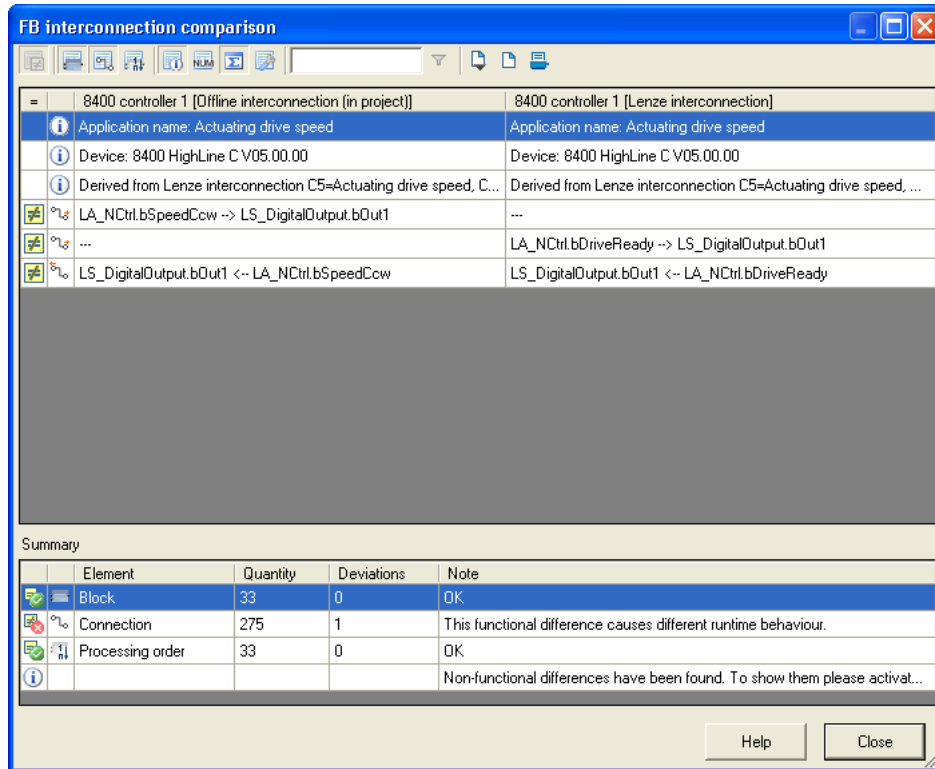 FB interconnection comparison
NUM Σ
= 8400 controller 1 [Offline interconnection (in project)] 8400 controller 1 [Lenze interconnection]
Application name: Actuating drive speed Application name: Actuating drive speed
Device: 8400 HighLine C V05.00.00 Device: 8400 HighLine C V05.00.00
Derived from Lenze interconnection C5=Actuating drive speed, C... Derived from Lenze interconnection C5=Actuating drive speed, ...
≠ LA_NCtrl.bSpeedCcw --> LS_DigitalOutput.bOut1 ---
≠ --- LA_NCtrl.bDriveReady --> LS_DigitalOutput.bOut1
≠ LS_DigitalOutput.bOut1 <-- LA_NCtrl.bSpeedCcw LS_DigitalOutput.bOut1 <-- LA_NCtrl.bDriveReady
Summary
Element Quantity Deviations Note
Block 33 0 OK
Connection 275 1 This functional difference causes different runtime behaviour.
Processing order 33 0 OK
Non-functional differences have been found. To show them please activat...
Help Close